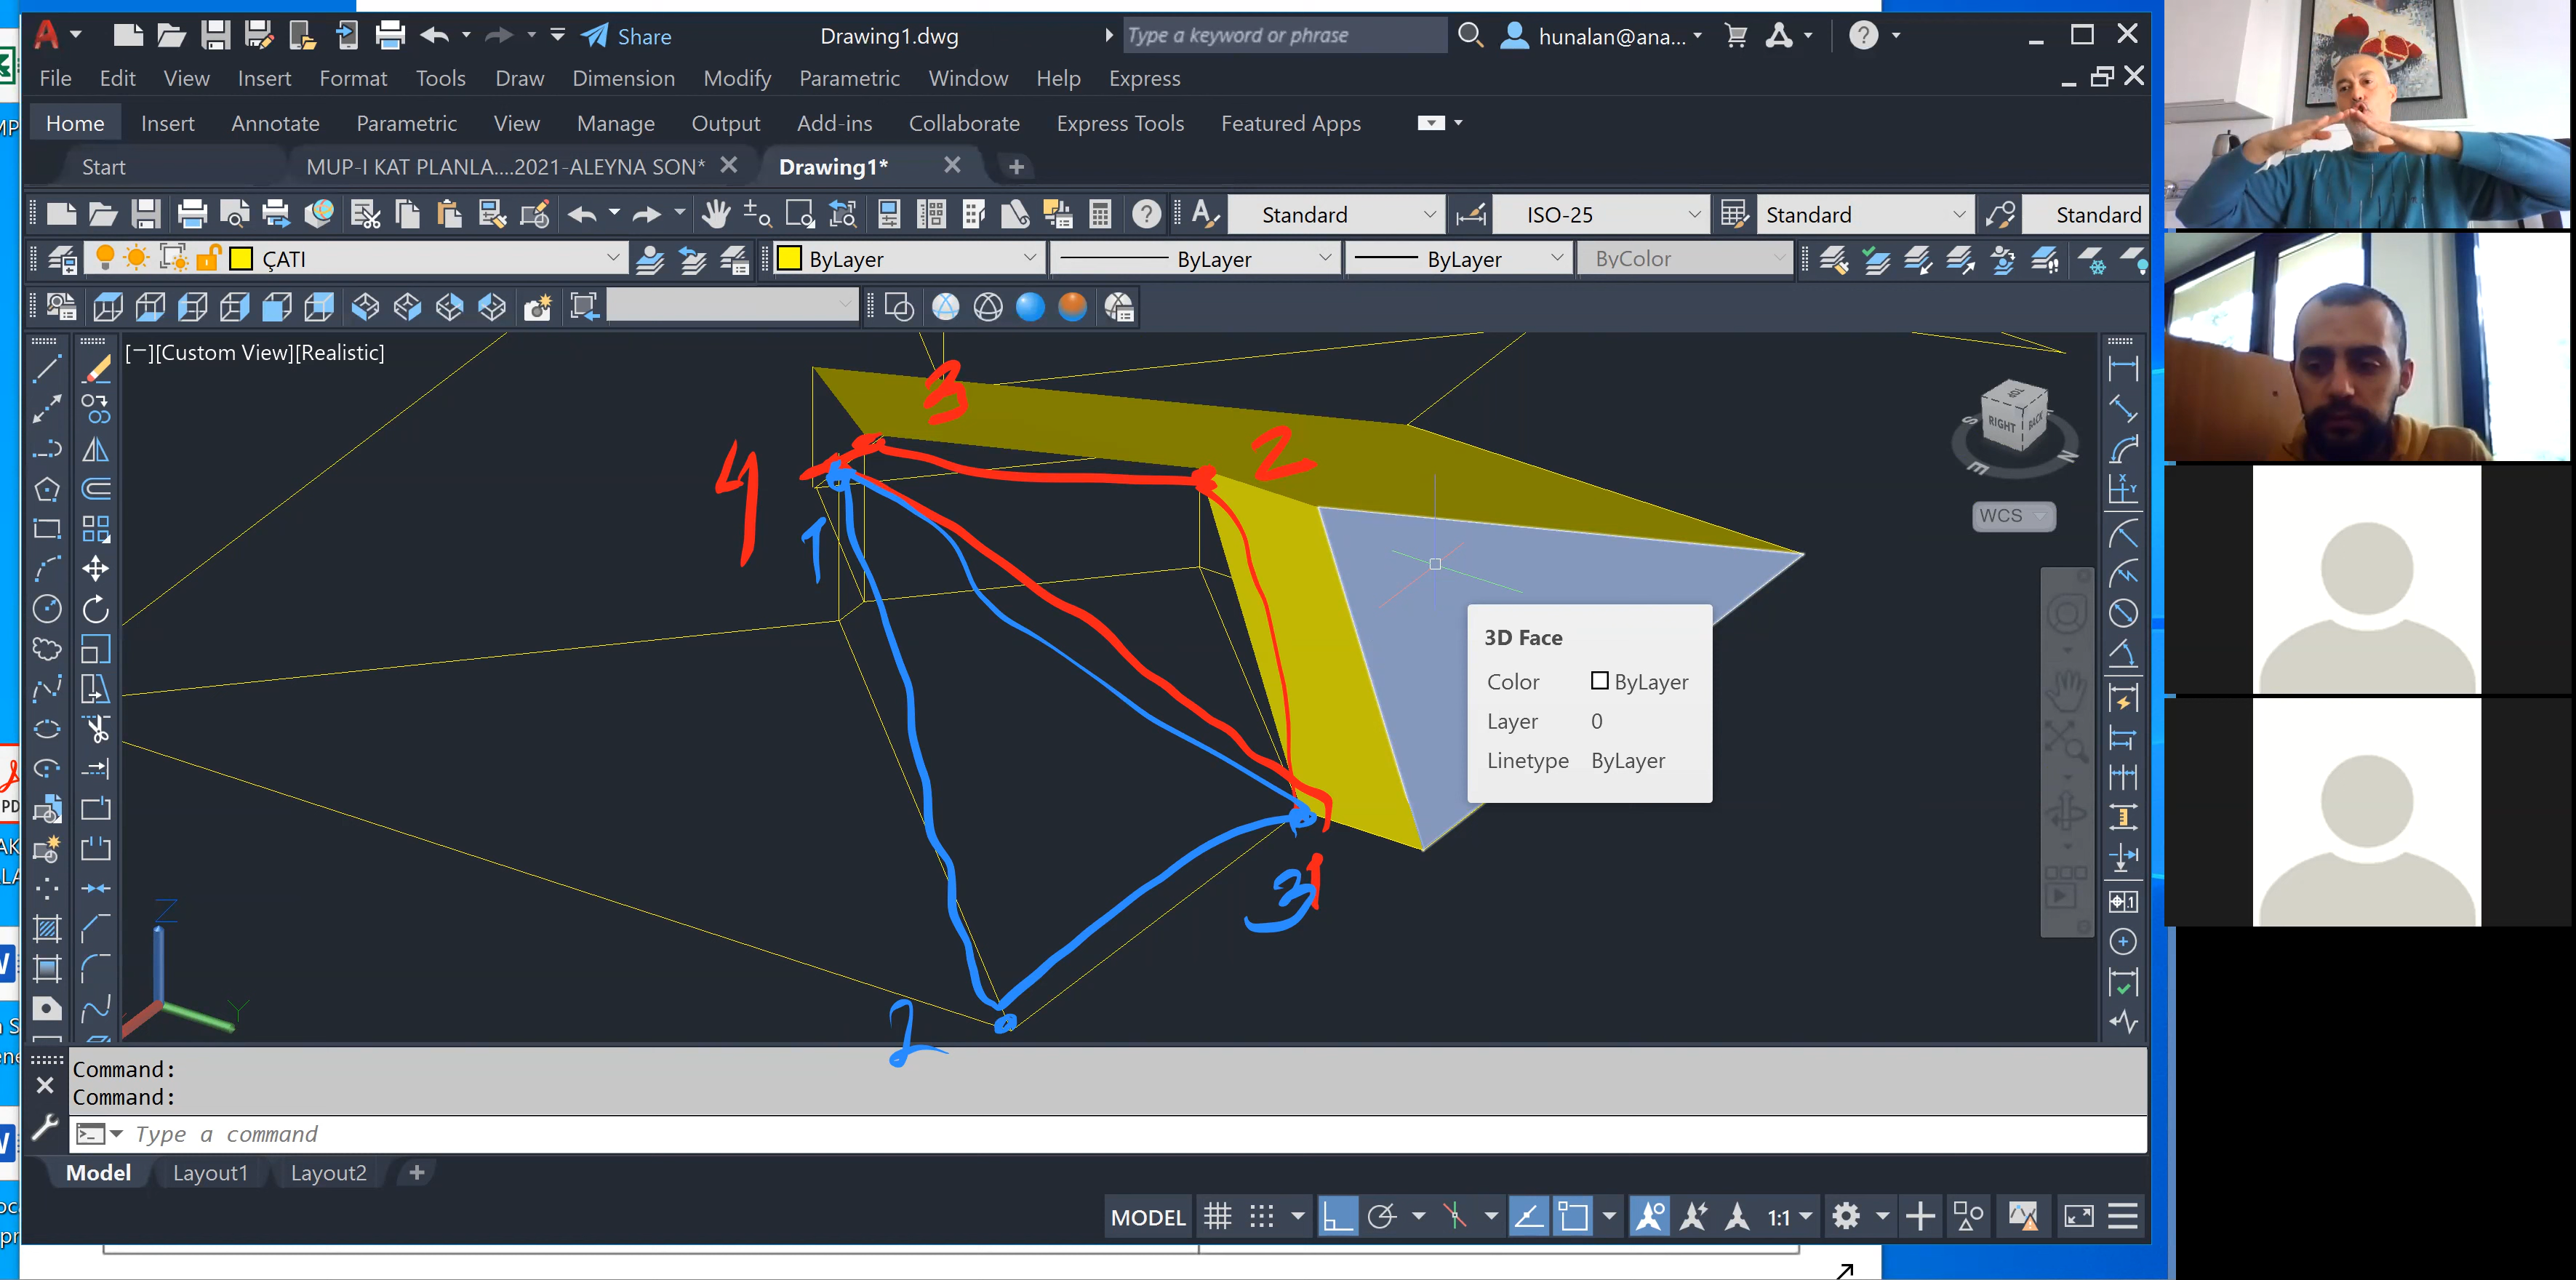 Share
Drawing1.dwg
Type a keyword or phrase
hunalan@ana...
File Edit View Insert Format Tools Draw Dimension Modify Parametric Window Help Express
Home Insert Annotate Parametric View Manage Output Add-ins Collaborate Express Tools Featured Apps
Start MUP-I KAT PLANLA....2021-ALEYNA SON* Drawing1*
Standard ISO-25 Standard Standard
ÇATI ByLayer ByLayer ByLayer ByColor
[−][Custom View][Realistic]
RIGHT BACK
S E N
WCS
3
4
2
1
3D Face
Color ByLayer
Layer 0
Linetype ByLayer
3 1
2
Z
Y
Command:
Command:
Type a command
Model Layout1 Layout2
MODEL 1:1